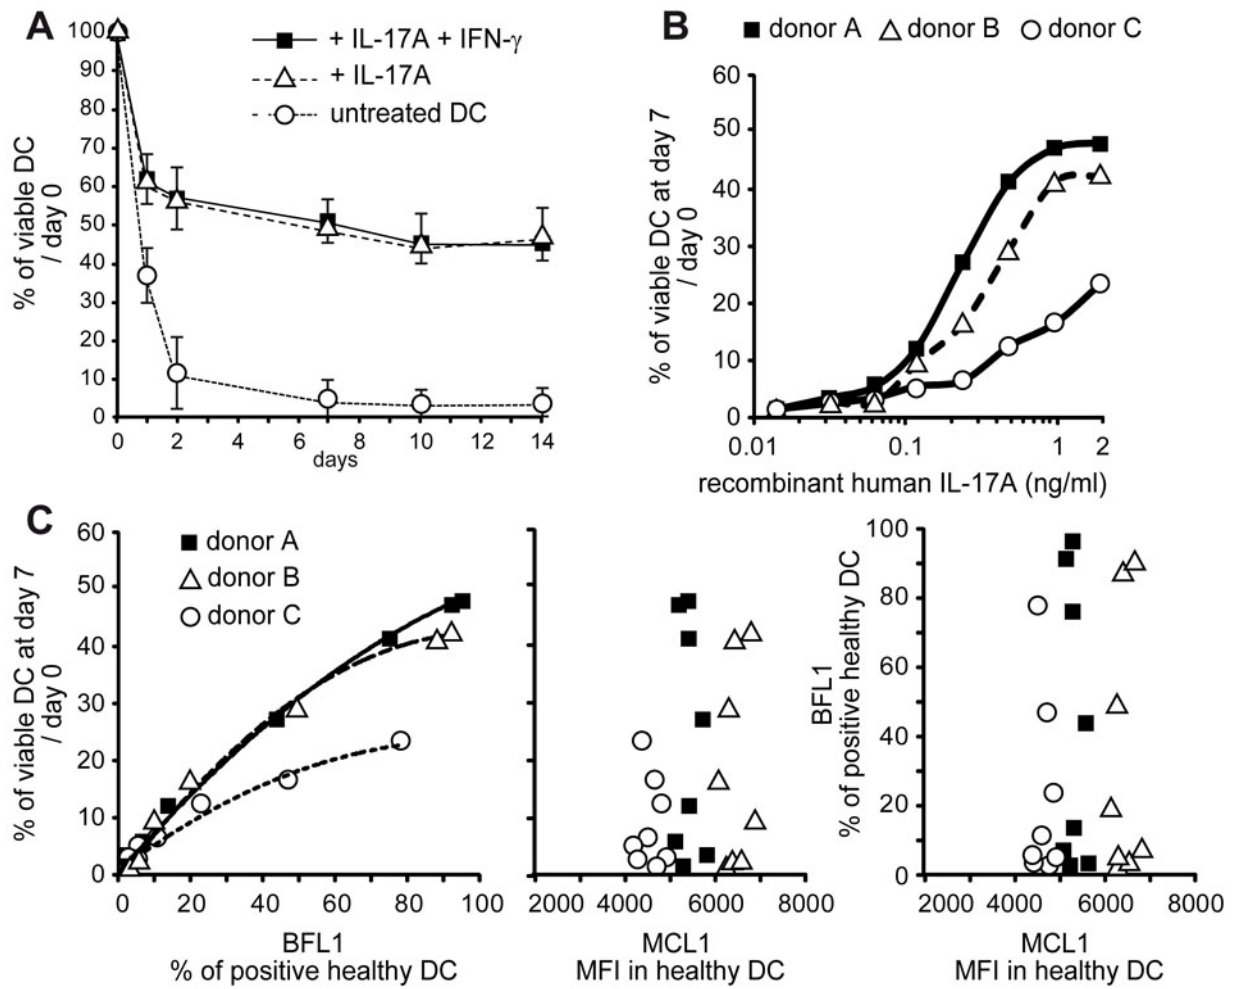 A
+ IL-17A + IFN-γ
+ IL-17A
untreated DC
% of viable DC
/ day 0
100
90
80
70
60
50
40
30
20
10
0
0 2 4 6 8 10 12 14
days
B
donor A donor B donor C
% of viable DC at day 7
/ day 0
60
50
40
30
20
10
0
0.01 0.1 1 2
recombinant human IL-17A (ng/ml)
C
donor A
donor B
donor C
% of viable DC at day 7
/ day 0
60
50
40
30
20
10
0
0 20 40 60 80 100
BFL1
% of positive healthy DC
2000 4000 6000 8000
MCL1
MFI in healthy DC
BFL1
% of positive healthy DC
100
80
60
40
20
0
2000 4000 6000 8000
MCL1
MFI in healthy DC